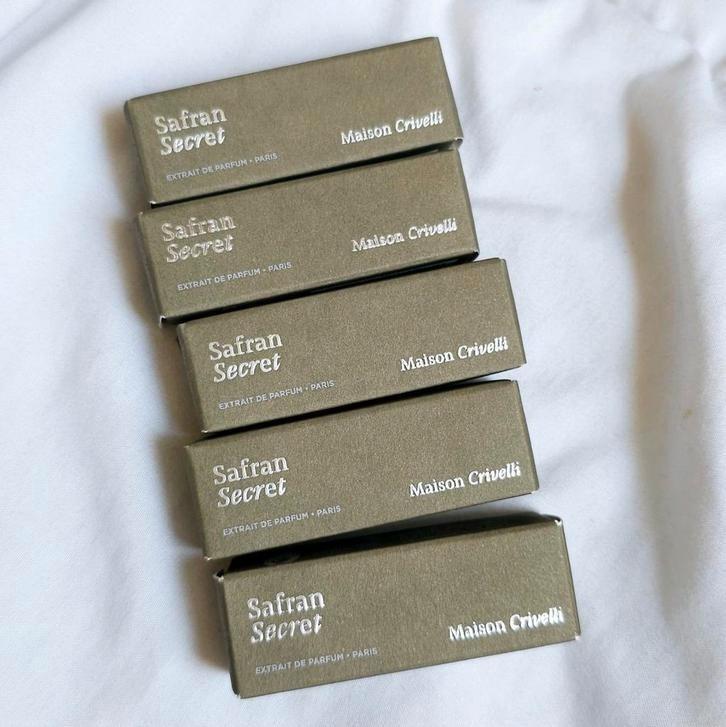 Safran
Secret
EXTRAIT DE PARFUM • PARIS
Maison Crivelli
Safran
Secret
EXTRAIT DE PARFUM • PARIS
Maison Crivelli
Safran
Secret
EXTRAIT DE PARFUM • PARIS
Maison Crivelli
Safran
Secret
EXTRAIT DE PARFUM • PARIS
Maison Crivelli
Safran
Secret
EXTRAIT DE PARFUM • PARIS
Maison Crivelli